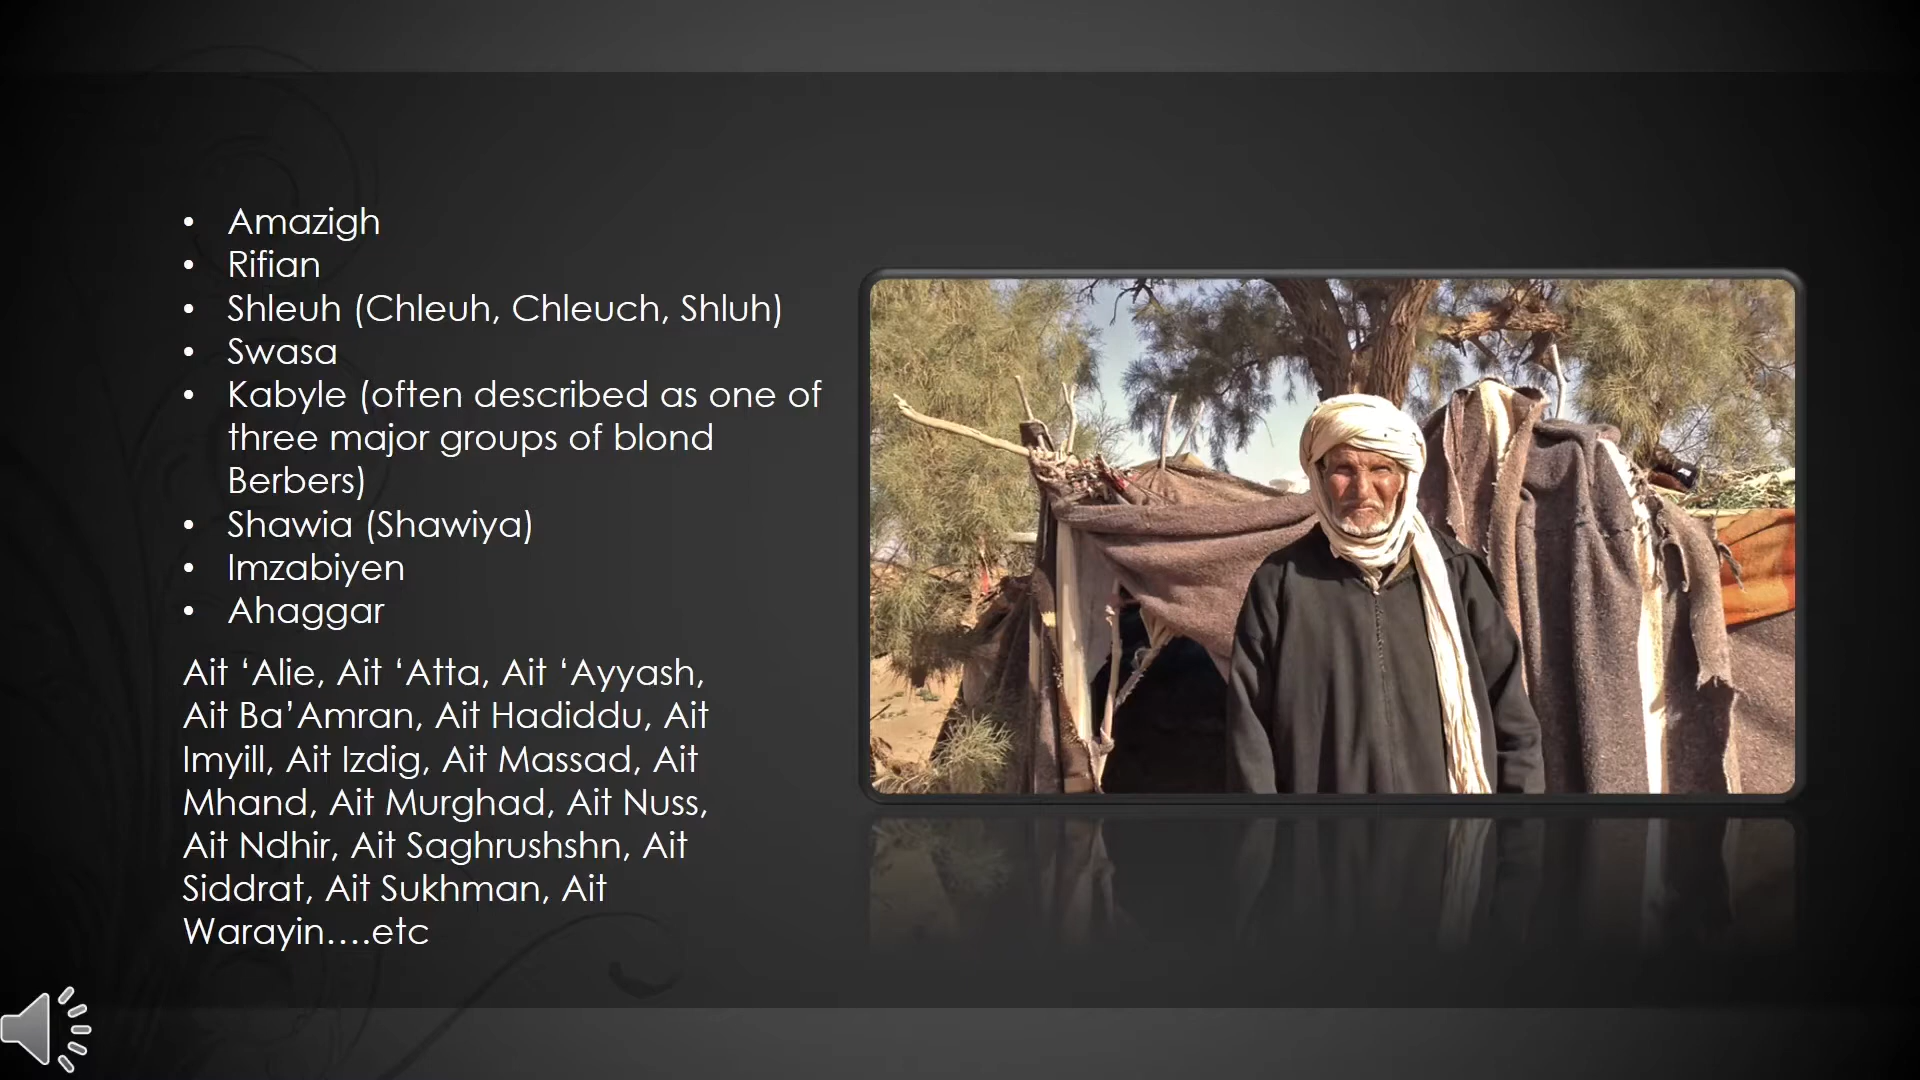 • Amazigh
• Rifian
• Shleuh (Chleuh, Chleuch, Shluh)
• Swasa
• Kabyle (often described as one of
three major groups of blond
Berbers)
• Shawia (Shawiya)
• Imzabiyen
• Ahaggar
Ait ‘Alie, Ait ‘Atta, Ait ‘Ayyash,
Ait Ba’Amran, Ait Hadiddu, Ait
Imyill, Ait Izdig, Ait Massad, Ait
Mhand, Ait Murghad, Ait Nuss,
Ait Ndhir, Ait Saghrushshn, Ait
Siddrat, Ait Sukhman, Ait
Warayin….etc